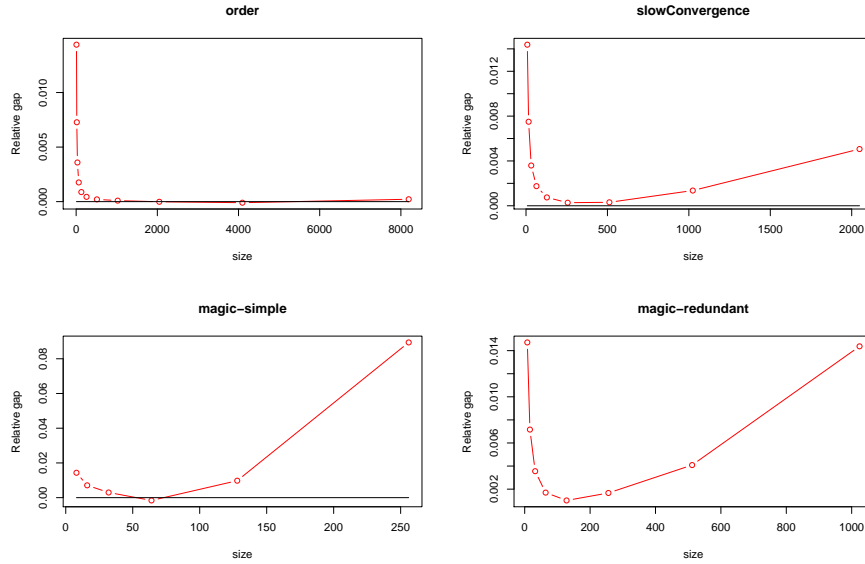 order
Relative gap
0.000 0.005 0.010
0 2000 4000 6000 8000
size
slowConvergence
Relative gap
0.000 0.004 0.008 0.012
0 500 1000 1500 2000
size
magic−simple
Relative gap
0.00 0.02 0.04 0.06 0.08
0 50 100 150 200 250
size
magic−redundant
Relative gap
0.002 0.006 0.010 0.014
0 200 400 600 800 1000
size